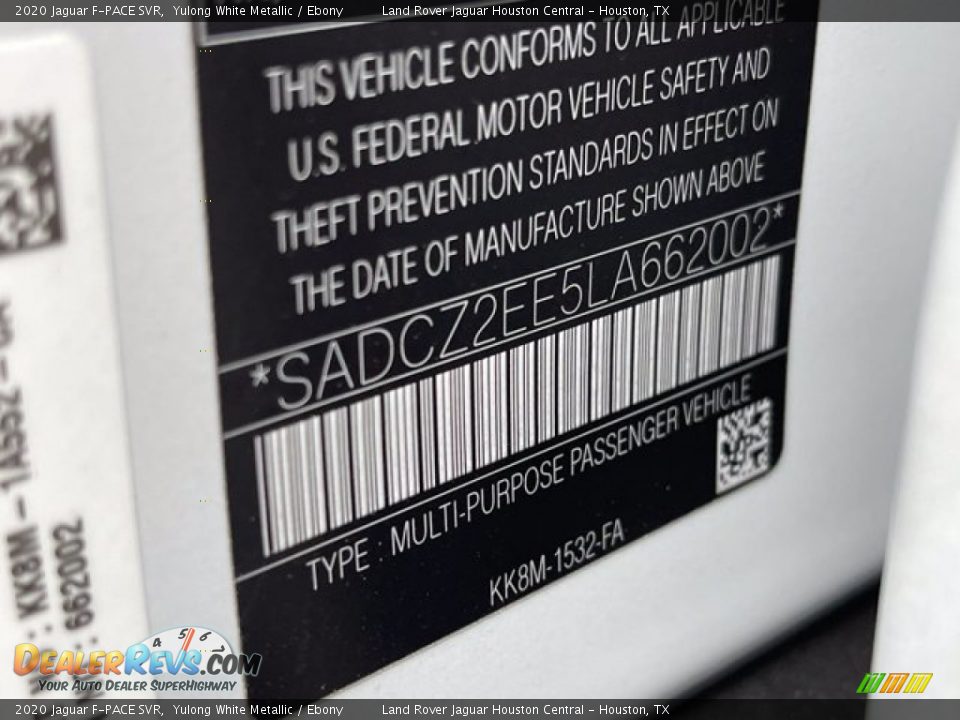 2020 Jaguar F-PACE SVR, Yulong White Metallic / Ebony Land Rover Jaguar Houston Central - Houston, TX
THIS VEHICLE CONFORMS TO ALL APPLICABLE
U.S. FEDERAL MOTOR VEHICLE SAFETY AND
THEFT PREVENTION STANDARDS IN EFFECT ON
THE DATE OF MANUFACTURE SHOWN ABOVE
*SADCZ2EE5LA662002*
TYPE : MULTI-PURPOSE PASSENGER VEHICLE
KK8M-1532-FA
: KK8M-1A552-
: 662002
4 5 6
DEALERREVS.COM
YOUR AUTO DEALER SUPERHIGHWAY
2020 Jaguar F-PACE SVR, Yulong White Metallic / Ebony Land Rover Jaguar Houston Central - Houston, TX